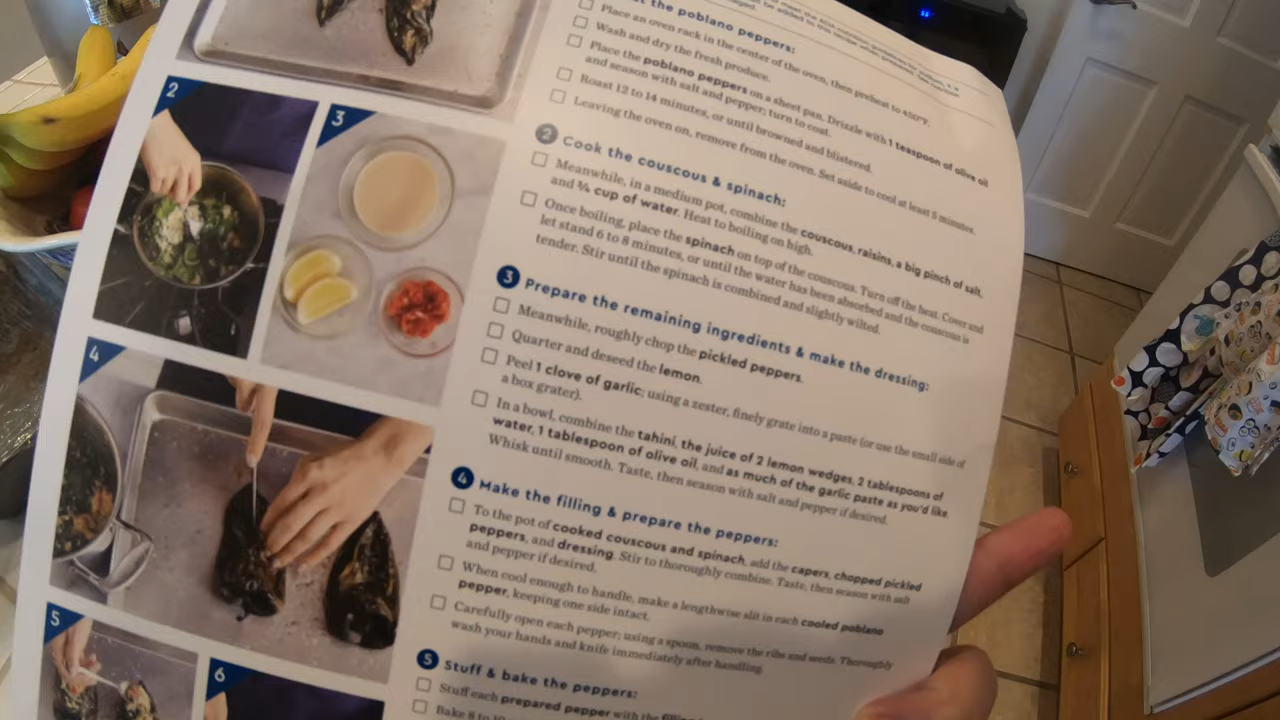 the poblano peppers:
Place an oven rack in the center of the oven, then preheat to 450°F.
Wash and dry the fresh produce.
Place the poblano peppers on a sheet pan. Drizzle with 1 teaspoon of olive oil
and season with salt and pepper; turn to coat.
Roast 12 to 14 minutes, or until browned and blistered.
Leaving the oven on, remove from the oven. Set aside to cool at least 5 minutes.
2 Cook the couscous & spinach:
Meanwhile, in a medium pot, combine the couscous, raisins, a big pinch of salt,
and ¾ cup of water. Heat to boiling on high.
Once boiling, place the spinach on top of the couscous. Turn off the heat. Cover and
let stand 6 to 8 minutes, or until the water has been absorbed and the couscous is
tender. Stir until the spinach is combined and slightly wilted.
3 Prepare the remaining ingredients & make the dressing:
Meanwhile, roughly chop the pickled peppers.
Quarter and deseed the lemon.
Peel 1 clove of garlic; using a zester, finely grate into a paste (or use the small side of
a box grater).
In a bowl, combine the tahini, the juice of 2 lemon wedges, 2 tablespoons of
water, 1 tablespoon of olive oil, and as much of the garlic paste as you'd like.
Whisk until smooth. Taste, then season with salt and pepper if desired.
4 Make the filling & prepare the peppers:
To the pot of cooked couscous and spinach, add the capers, chopped pickled
peppers, and dressing. Stir to thoroughly combine. Taste, then season with salt
and pepper if desired.
When cool enough to handle, make a lengthwise slit in each cooled poblano
pepper, keeping one side intact.
Carefully open each pepper; using a spoon, remove the ribs and seeds. Thoroughly
wash your hands and knife immediately after handling.
5 Stuff & bake the peppers:
Stuff each prepared pepper with the
Bake 8 to
2
3
4
5
6